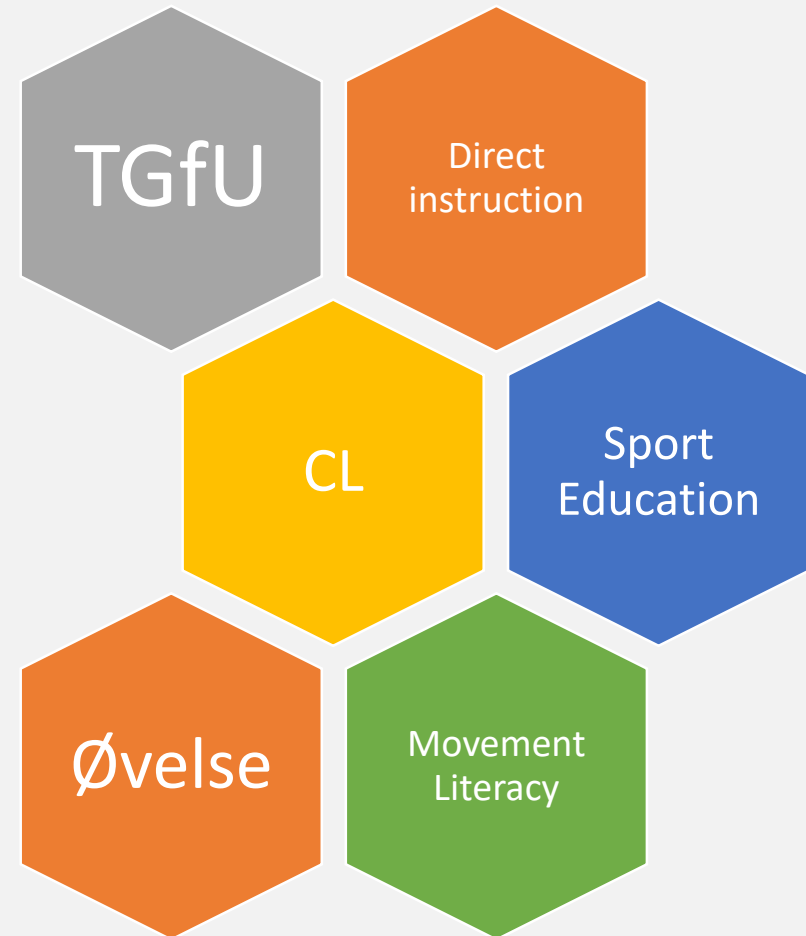 TGfU
Direct
instruction
CL
Sport
Education
Øvelse
Movement
Literacy